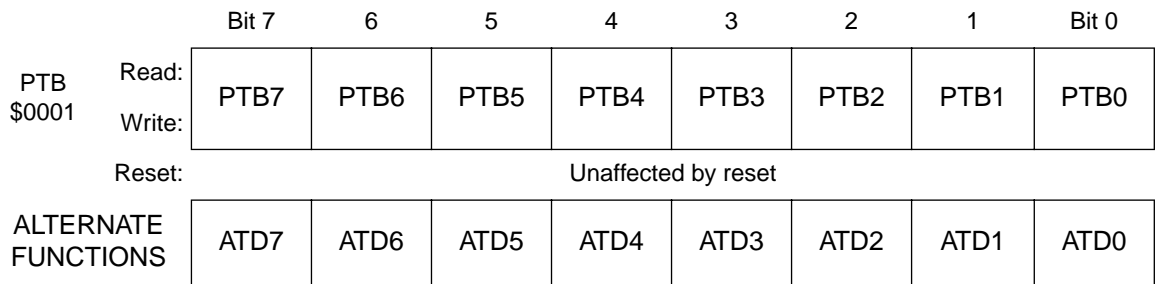 Bit 7 6 5 4 3 2 1 Bit 0
PTB $0001 Read: Write: PTB7 PTB6 PTB5 PTB4 PTB3 PTB2 PTB1 PTB0
Reset: Unaffected by reset
ALTERNATE FUNCTIONS ATD7 ATD6 ATD5 ATD4 ATD3 ATD2 ATD1 ATD0